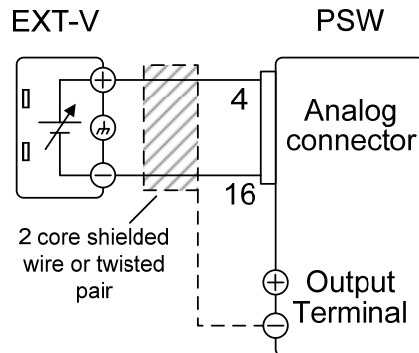 EXT-V
PSW
4
Analog
connector
16
2 core shielded
wire or twisted
pair
Output
Terminal